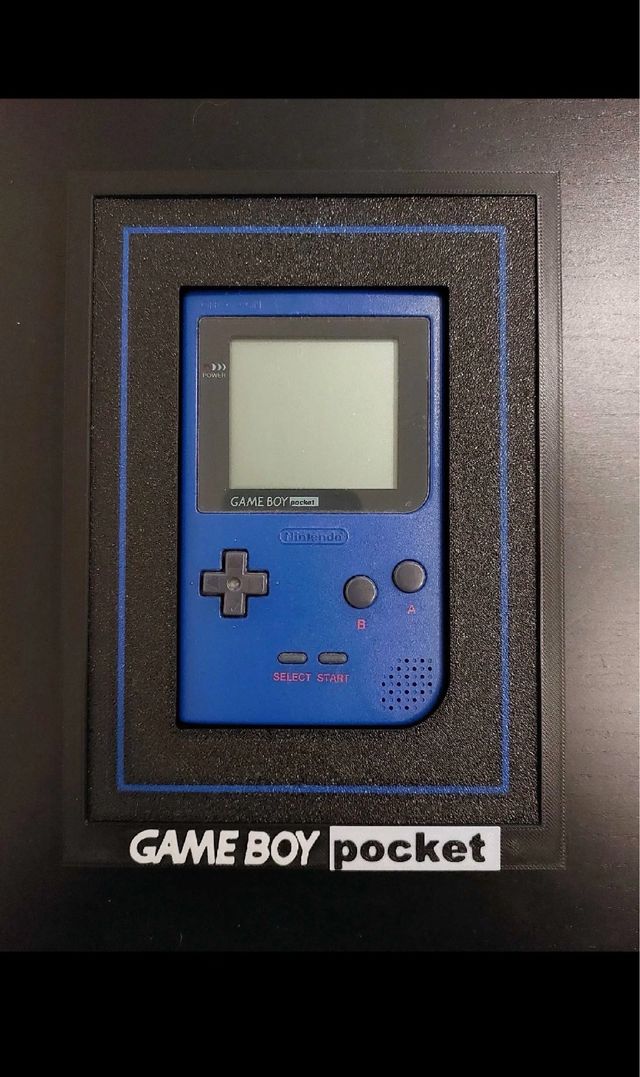 POWER
GAME BOY pocket
Nintendo
A
B
SELECT START
GAME BOY pocket